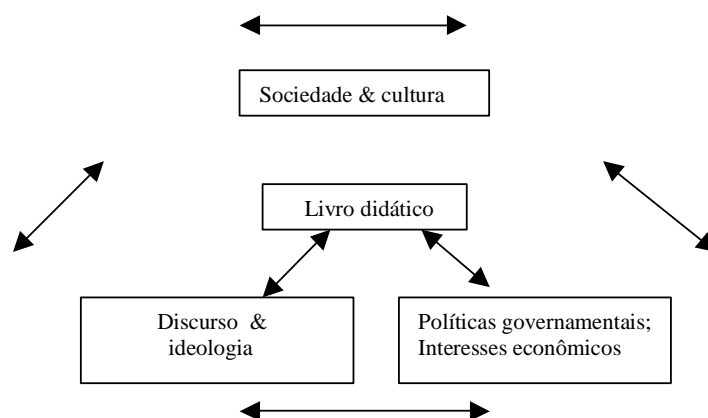 Sociedade & cultura
Livro didático
Discurso &
ideologia
Políticas governamentais;
Interesses econômicos